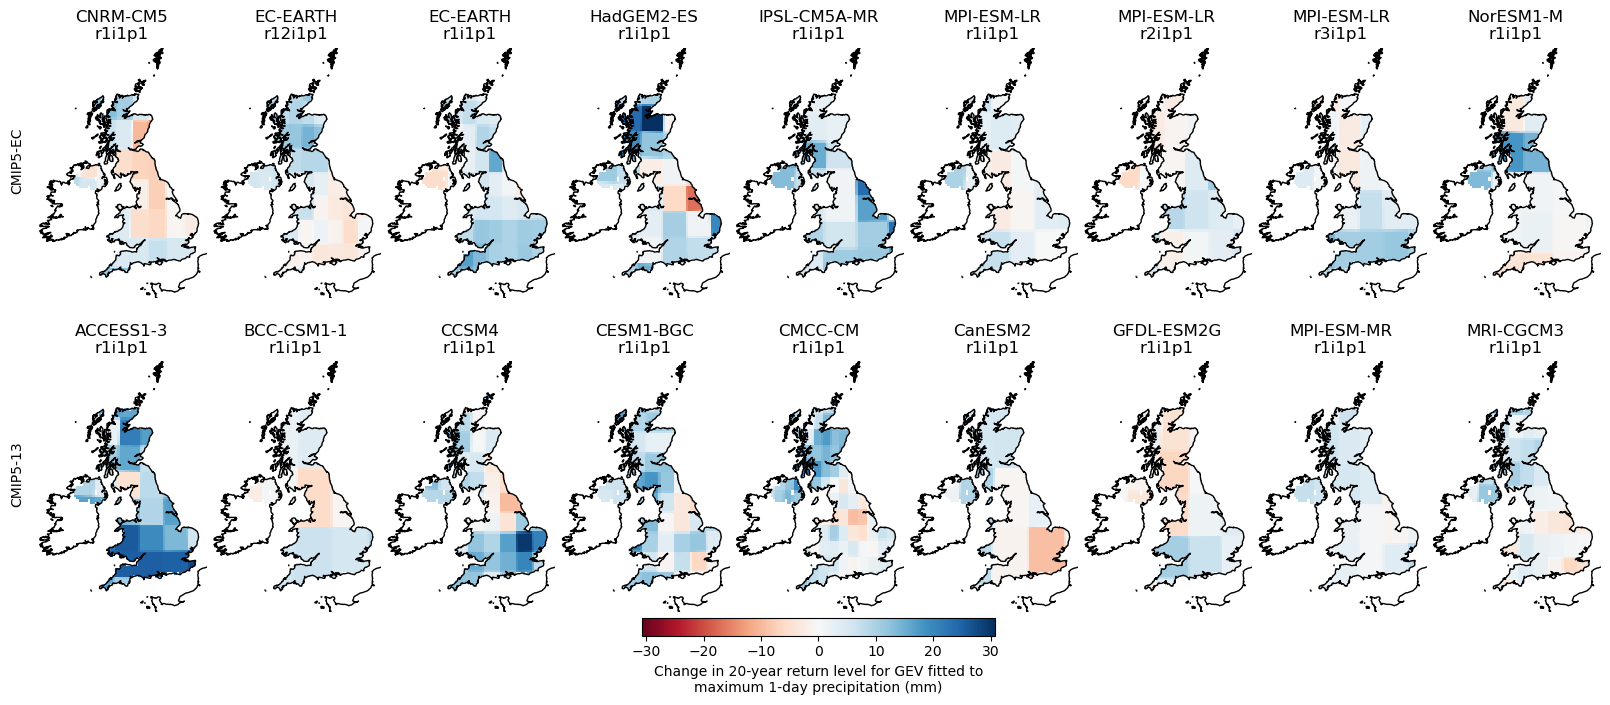 CNRM-CM5
r1i1p1
EC-EARTH
r12i1p1
EC-EARTH
r1i1p1
HadGEM2-ES
r1i1p1
IPSL-CM5A-MR
r1i1p1
MPI-ESM-LR
r1i1p1
MPI-ESM-LR
r2i1p1
MPI-ESM-LR
r3i1p1
NorESM1-M
r1i1p1
CMIP5-EC
ACCESS1-3
r1i1p1
BCC-CSM1-1
r1i1p1
CCSM4
r1i1p1
CESM1-BGC
r1i1p1
CMCC-CM
r1i1p1
CanESM2
r1i1p1
GFDL-ESM2G
r1i1p1
MPI-ESM-MR
r1i1p1
MRI-CGCM3
r1i1p1
CMIP5-13
−30 −20 −10 0 10 20 30
Change in 20-year return level for GEV fitted to
maximum 1-day precipitation (mm)